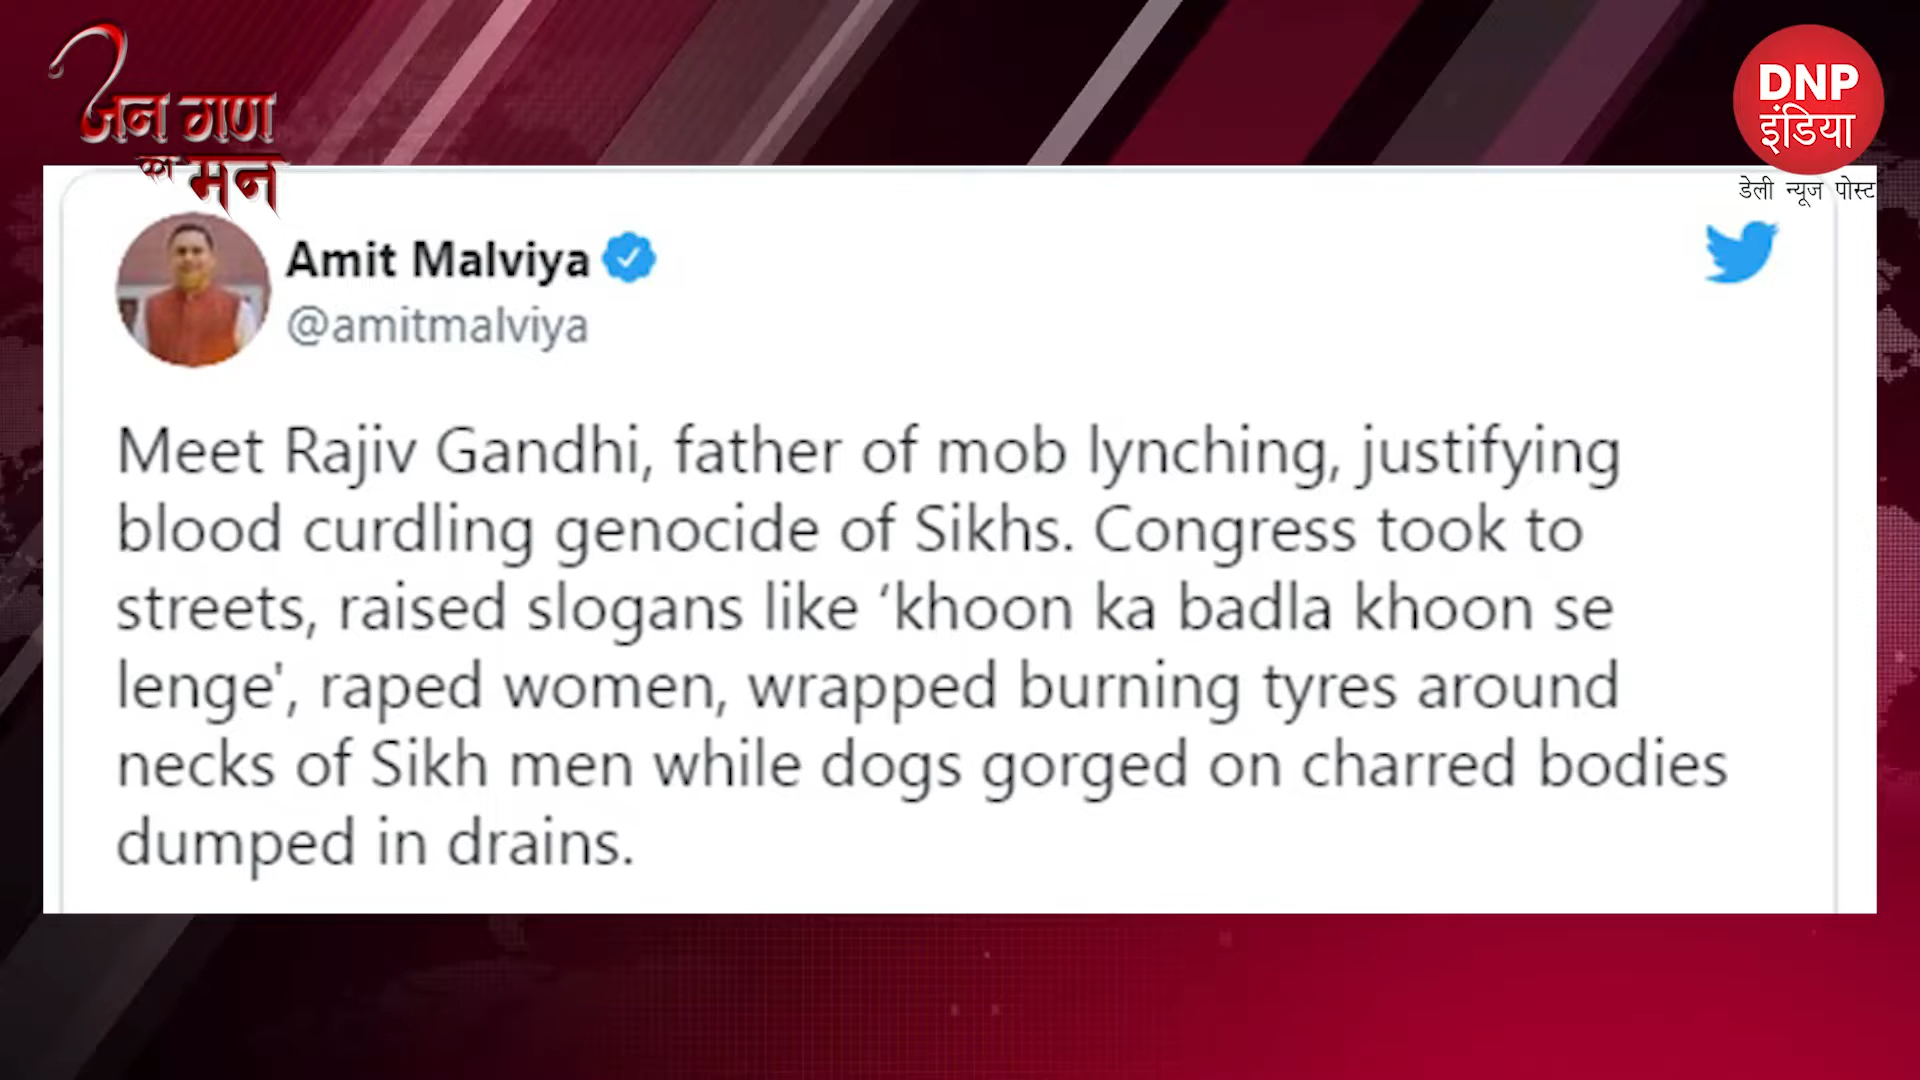 जन गण
का मन
DNP
इंडिया
डेली न्यूज पोस्ट
Amit Malviya
@amitmalviya
Meet Rajiv Gandhi, father of mob lynching, justifying
blood curdling genocide of Sikhs. Congress took to
streets, raised slogans like ‘khoon ka badla khoon se
lenge', raped women, wrapped burning tyres around
necks of Sikh men while dogs gorged on charred bodies
dumped in drains.